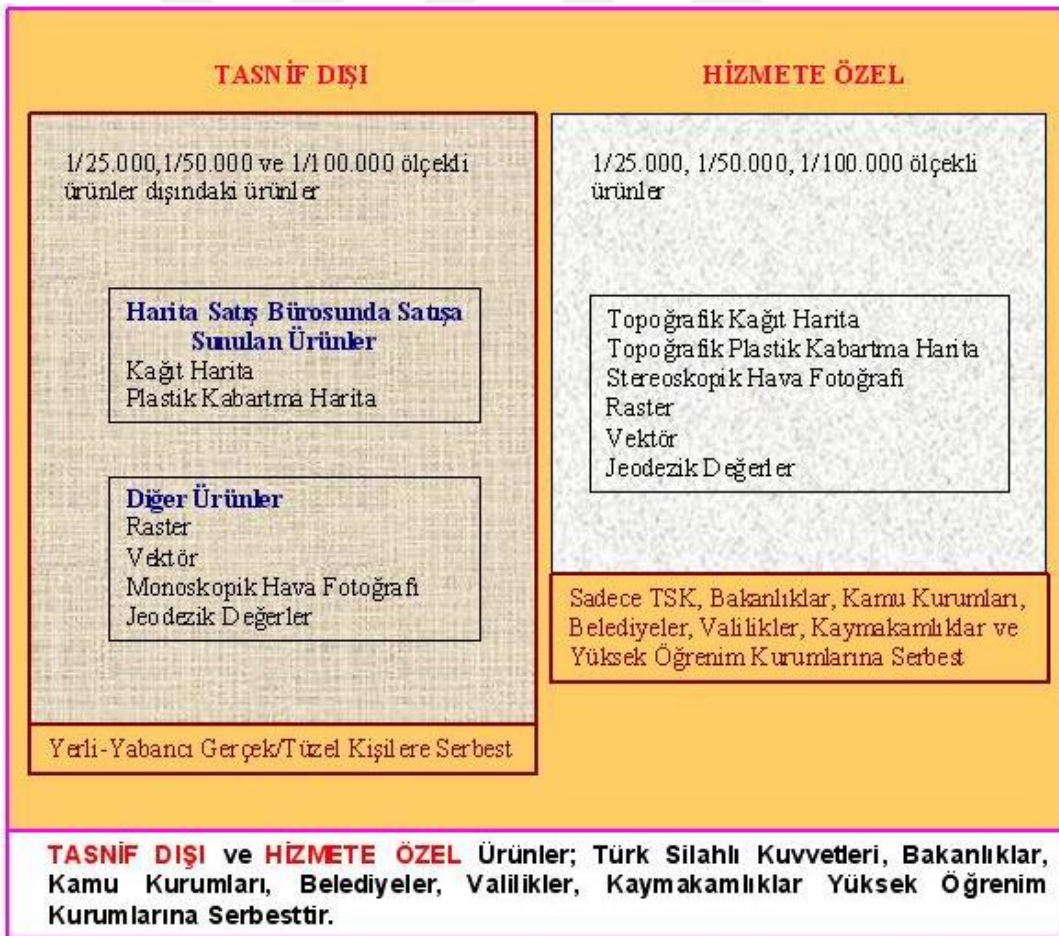 TASNİF DIŞI
1/25.000,1/50.000 ve 1/100.000 ölçekli
ürünler dışındaki ürünler
Harita Satış Bürosunda Satışa
Sunulan Ürünler
Kağıt Harita
Plastik Kabartma Harita
Diğer Ürünler
Raster
Vektör
Monoskopik Hava Fotoğrafı
Jeodezik Değerler
Yerli-Yabancı Gerçek/Tüzel Kişilere Serbest
HİZMETE ÖZEL
1/25.000, 1/50.000, 1/100.000 ölçekli
ürünler
Topoğrafik Kağıt Harita
Topoğrafik Plastik Kabartma Harita
Stereoskopik Hava Fotoğrafı
Raster
Vektör
Jeodezik Değerler
Sadece TSK, Bakanlıklar, Kamu Kurumları,
Belediyeler, Valilikler, Kaymakamlıklar ve
Yüksek Öğrenim Kurumlarına Serbest
TASNİF DIŞI ve HİZMETE ÖZEL Ürünler; Türk Silahlı Kuvvetleri, Bakanlıklar,
Kamu Kurumları, Belediyeler, Valilikler, Kaymakamlıklar Yüksek Öğrenim
Kurumlarına Serbesttir.